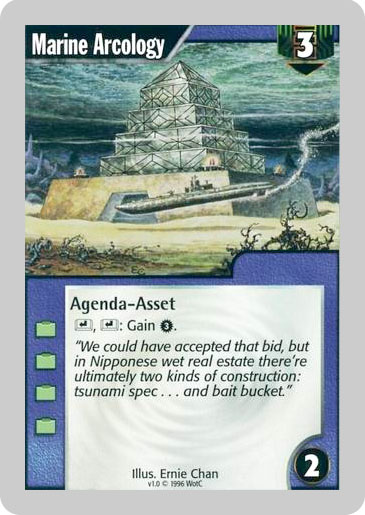 Marine Arcology
3
Agenda-Asset
, : Gain 3.
"We could have accepted that bid, but
in Nipponese wet real estate there're
ultimately two kinds of construction:
tsunami spec . . . and bait bucket."
Illus. Ernie Chan
v1.0 © 1996 WotC
2